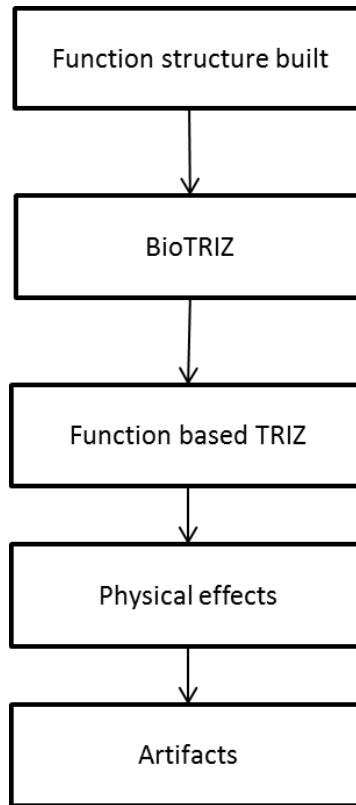 Function structure built
BioTRIZ
Function based TRIZ
Physical effects
Artifacts